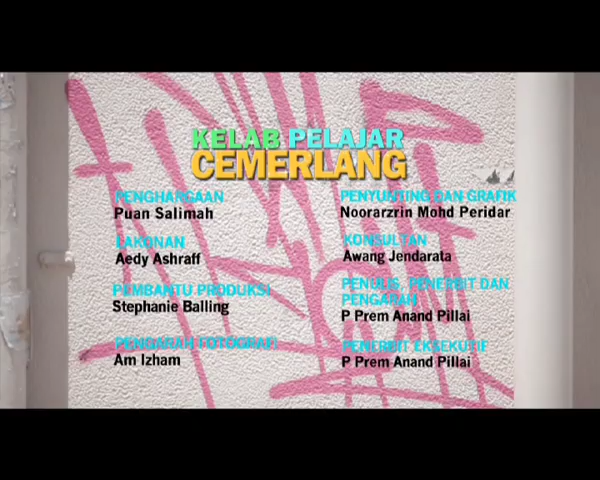 KELAB PELAJAR
CEMERLANG
PENGHARGAAN
Puan Salimah
LAKONAN
Aedy Ashraff
PEMBANTU PRODUKSI
Stephanie Balling
PENGARAH FOTOGRAFI
Am Izham
PENYUNTING DAN GRAFIK
Noorarzrin Mohd Peridar
KONSULTAN
Awang Jendarata
PENULIS, PENERBIT DAN
PENGARAH
P Prem Anand Pillai
PENERBIT EKSEKUTIF
P Prem Anand Pillai